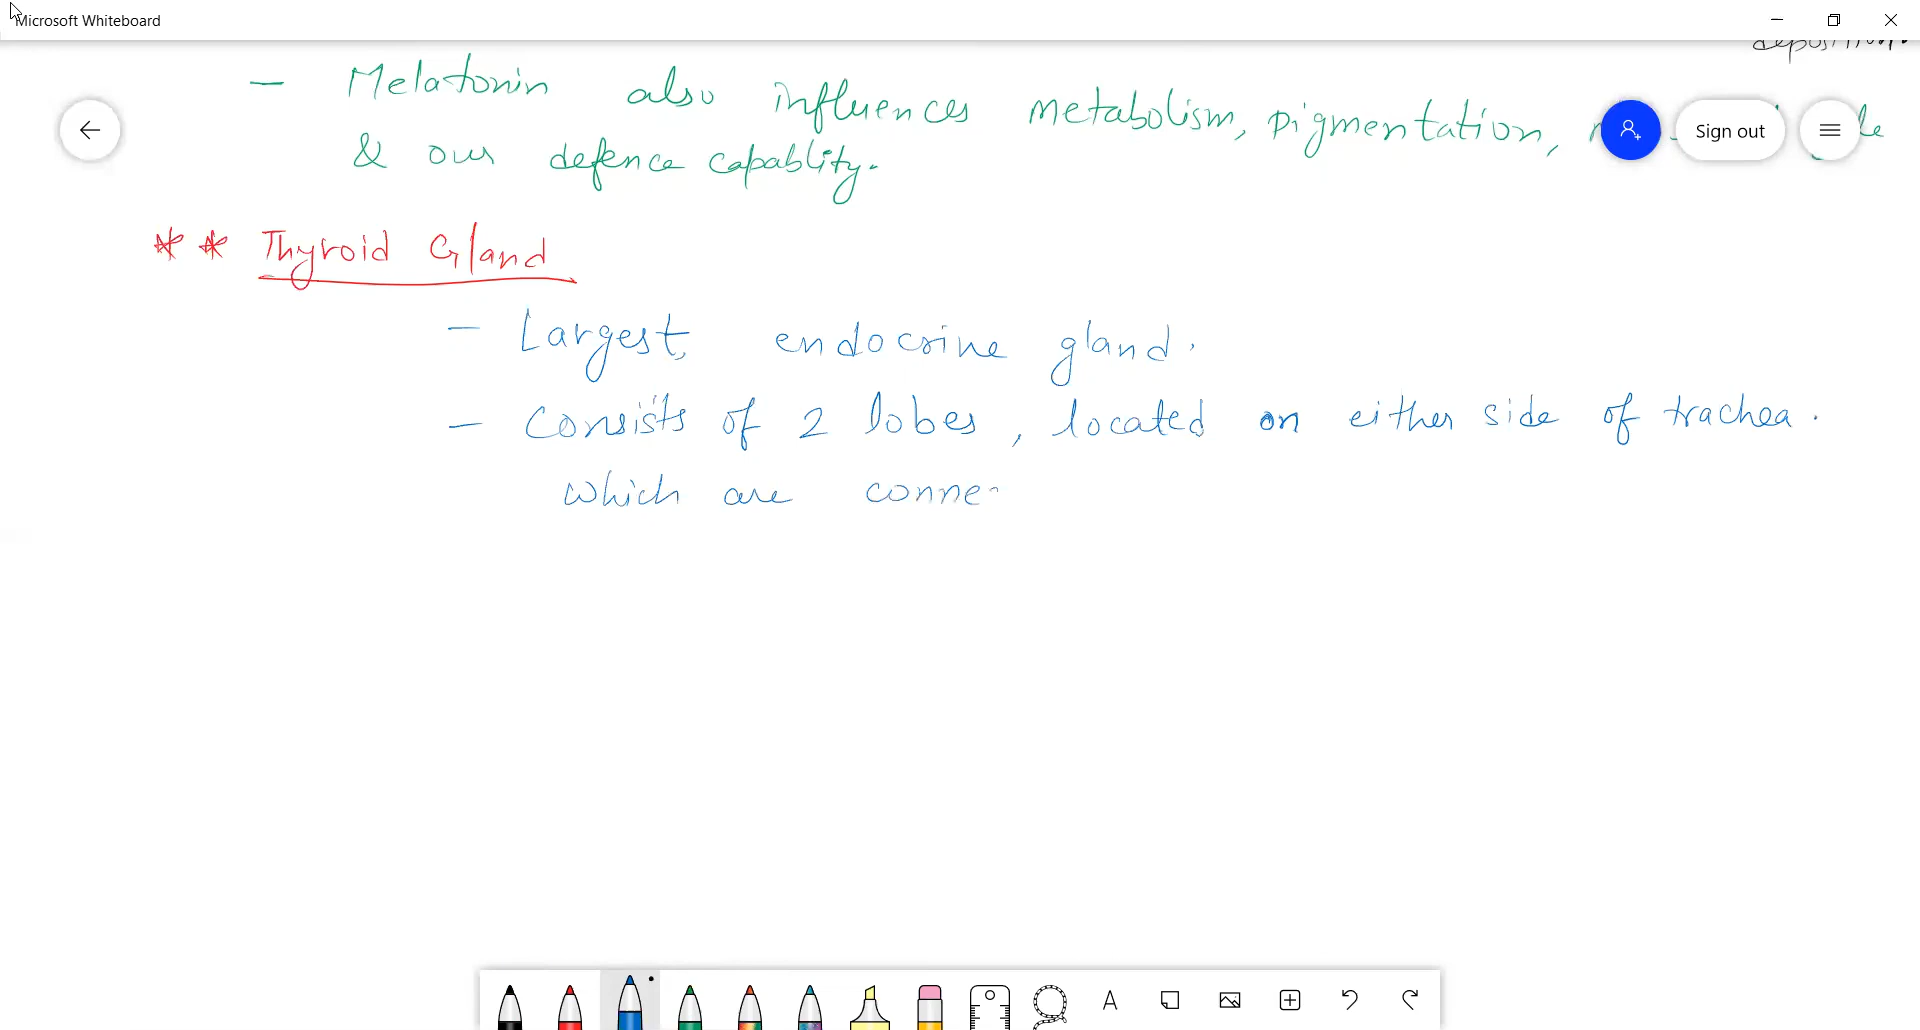 Microsoft Whiteboard
deposition.
- Melatonin also influences metabolism, pigmentation,
& our defence capablity.
Sign out
** Thyroid Gland
- Largest endocrine gland.
- Consists of 2 lobes, located on either side of trachea.
which are conne
A